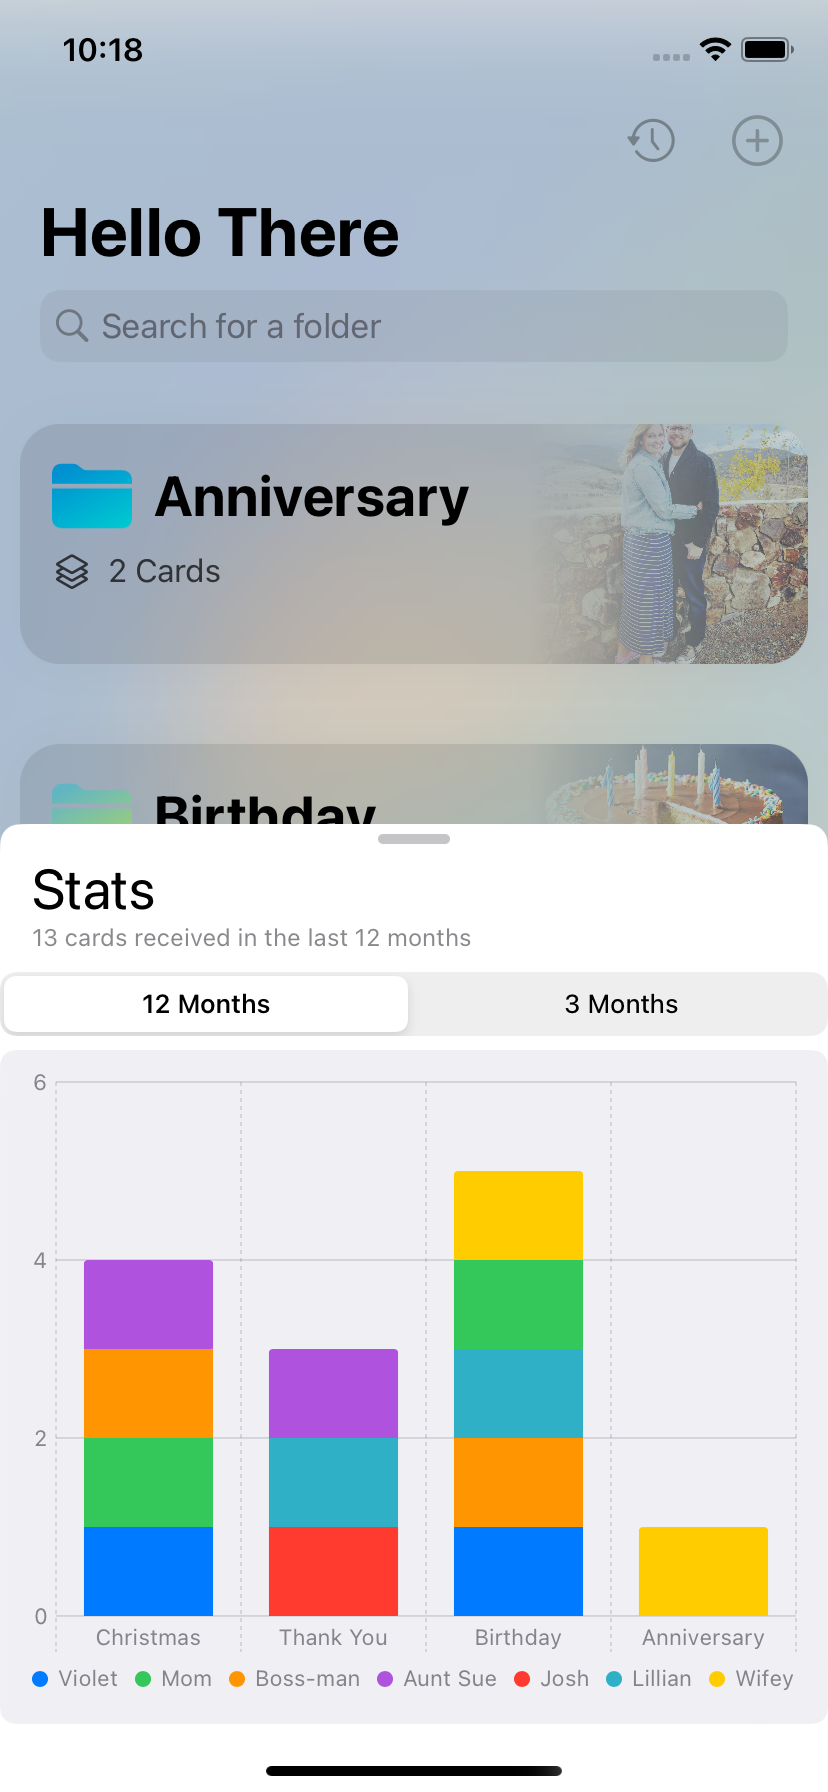 10:18
Hello There
Search for a folder
Anniversary
2 Cards
Birthday
Stats
13 cards received in the last 12 months
12 Months
3 Months
6
4
2
0
Christmas
Thank You
Birthday
Anniversary
Violet
Mom
Boss-man
Aunt Sue
Josh
Lillian
Wifey